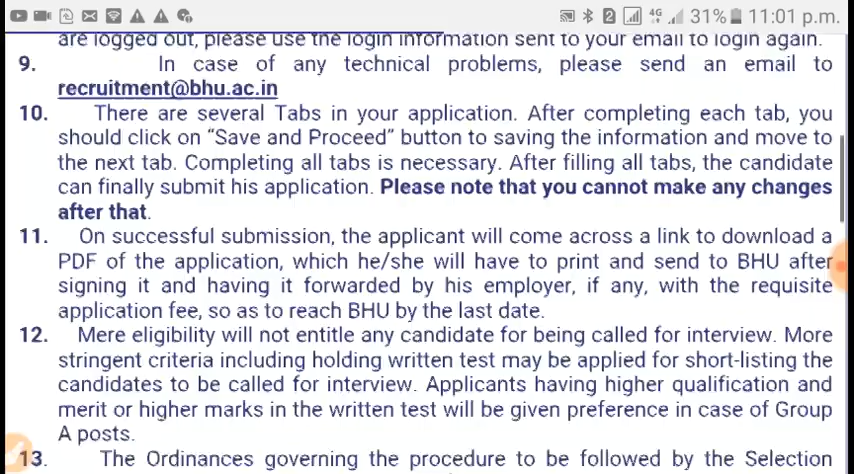 4G 31% 11:01 p.m.
are logged out, please use the login information sent to your email to login again.
9. In case of any technical problems, please send an email to
recruitment@bhu.ac.in
10. There are several Tabs in your application. After completing each tab, you
should click on “Save and Proceed” button to saving the information and move to
the next tab. Completing all tabs is necessary. After filling all tabs, the candidate
can finally submit his application. Please note that you cannot make any changes
after that.
11. On successful submission, the applicant will come across a link to download a
PDF of the application, which he/she will have to print and send to BHU after
signing it and having it forwarded by his employer, if any, with the requisite
application fee, so as to reach BHU by the last date.
12. Mere eligibility will not entitle any candidate for being called for interview. More
stringent criteria including holding written test may be applied for short-listing the
candidates to be called for interview. Applicants having higher qualification and
merit or higher marks in the written test will be given preference in case of Group
A posts.
13. The Ordinances governing the procedure to be followed by the Selection